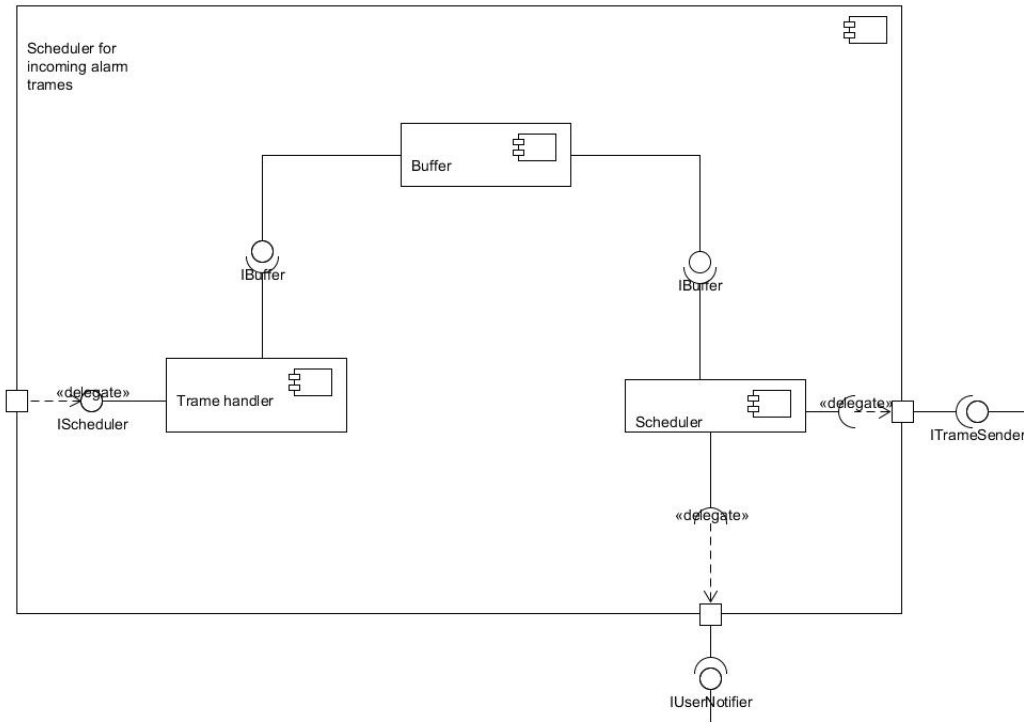 Scheduler for
incoming alarm
trames
Buffer
IBuffer
IBuffer
«delegate»
Trame handler
IScheduler
«delegate»
Scheduler
ITrameSender
«delegate»
IUserNotifier